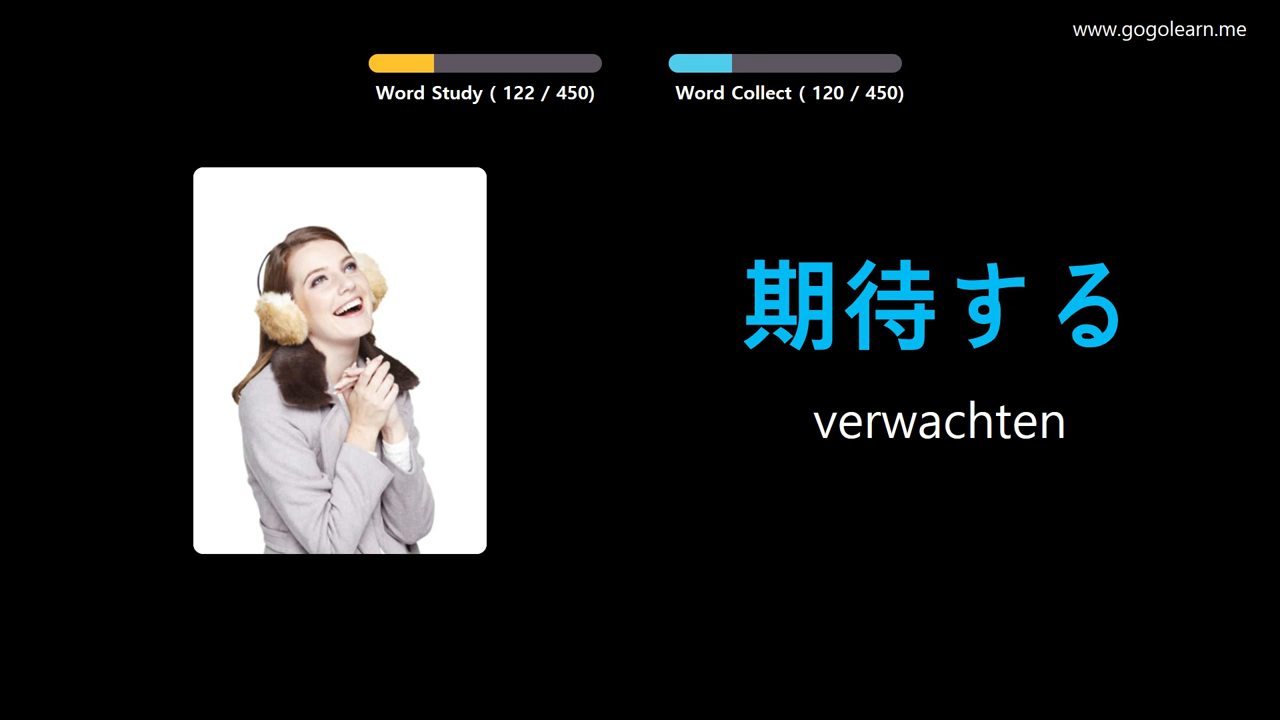 www.gogolearn.me
Word Study ( 122 / 450)
Word Collect ( 120 / 450)
期待する
verwachten